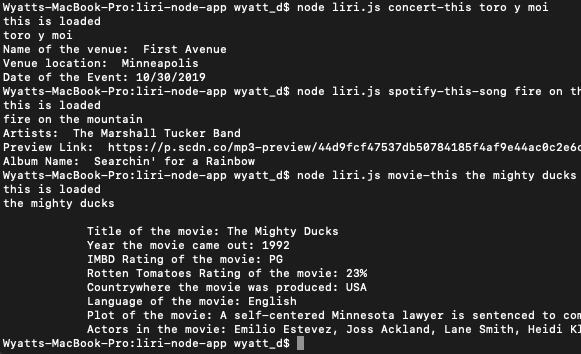 Wyatts-MacBook-Pro:liri-node-app wyatt_d$ node liri.js concert-this toro y moi
this is loaded
toro y moi
Name of the venue:  First Avenue
Venue location:  Minneapolis
Date of the Event: 10/30/2019
Wyatts-MacBook-Pro:liri-node-app wyatt_d$ node liri.js spotify-this-song fire on th
this is loaded
fire on the mountain
Artists:  The Marshall Tucker Band
Preview Link:  https://p.scdn.co/mp3-preview/44d9fcf47537db50784185f4af9e44ac0c2e6c
Album Name:  Searchin' for a Rainbow
Wyatts-MacBook-Pro:liri-node-app wyatt_d$ node liri.js movie-this the mighty ducks
this is loaded
the mighty ducks
Title of the movie: The Mighty Ducks
Year the movie came out: 1992
IMBD Rating of the movie: PG
Rotten Tomatoes Rating of the movie: 23%
Countrywhere the movie was produced: USA
Language of the movie: English
Plot of the movie: A self-centered Minnesota lawyer is sentenced to com
Actors in the movie: Emilio Estevez, Joss Ackland, Lane Smith, Heidi Kl
Wyatts-MacBook-Pro:liri-node-app wyatt_d$